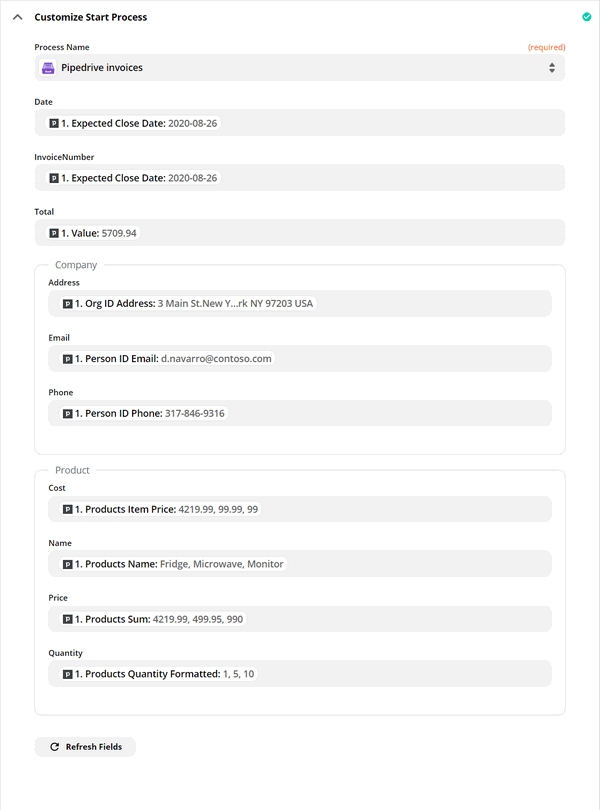 Customize Start Process
Process Name (required)
Pipedrive invoices
Date
1. Expected Close Date: 2020-08-26
InvoiceNumber
1. Expected Close Date: 2020-08-26
Total
1. Value: 5709.94
Company
Address
1. Org ID Address: 3 Main St.New Y...rk NY 97203 USA
Email
1. Person ID Email: d.navarro@contoso.com
Phone
1. Person ID Phone: 317-846-9316
Product
Cost
1. Products Item Price: 4219.99, 99.99, 99
Name
1. Products Name: Fridge, Microwave, Monitor
Price
1. Products Sum: 4219.99, 499.95, 990
Quantity
1. Products Quantity Formatted: 1, 5, 10
Refresh Fields